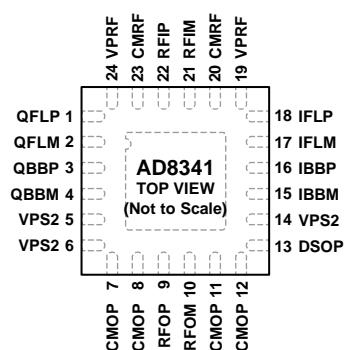 24 VPRF
23 CMRF
22 RFIP
21 RFIM
20 CMRF
19 VPRF
QFLP 1
QFLM 2
QBBP 3
QBBM 4
VPS2 5
VPS2 6
AD8341
TOP VIEW
(Not to Scale)
18 IFLP
17 IFLM
16 IBBP
15 IBBM
14 VPS2
13 DSOP
CMOP 7
CMOP 8
RFOP 9
RFOM 10
CMOP 11
CMOP 12